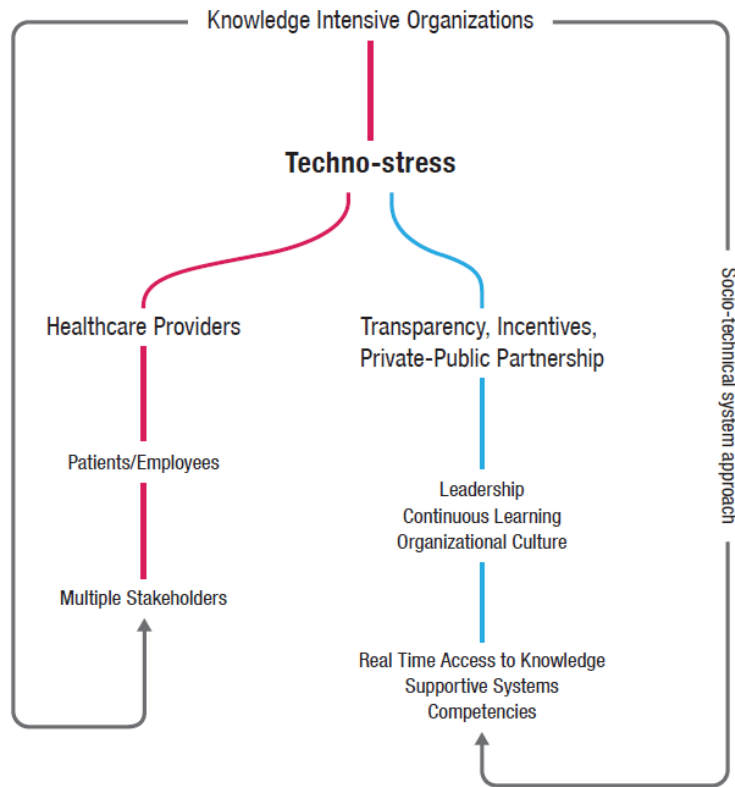 Knowledge Intensive Organizations
Techno-stress
Healthcare Providers
Transparency, Incentives,
Private-Public Partnership
Patients/Employees
Leadership
Continuous Learning
Organizational Culture
Multiple Stakeholders
Real Time Access to Knowledge
Supportive Systems
Competencies
Socio-technical system approach